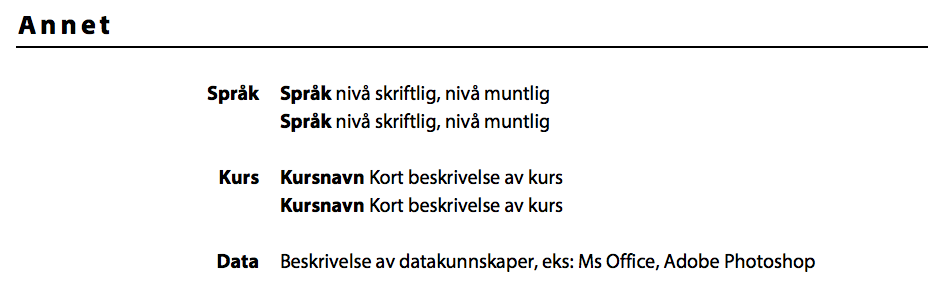 Annet
Språk Språk nivå skriftlig, nivå muntlig
Språk nivå skriftlig, nivå muntlig
Kurs Kursnavn Kort beskrivelse av kurs
Kursnavn Kort beskrivelse av kurs
Data Beskrivelse av datakunnskaper, eks: Ms Office, Adobe Photoshop